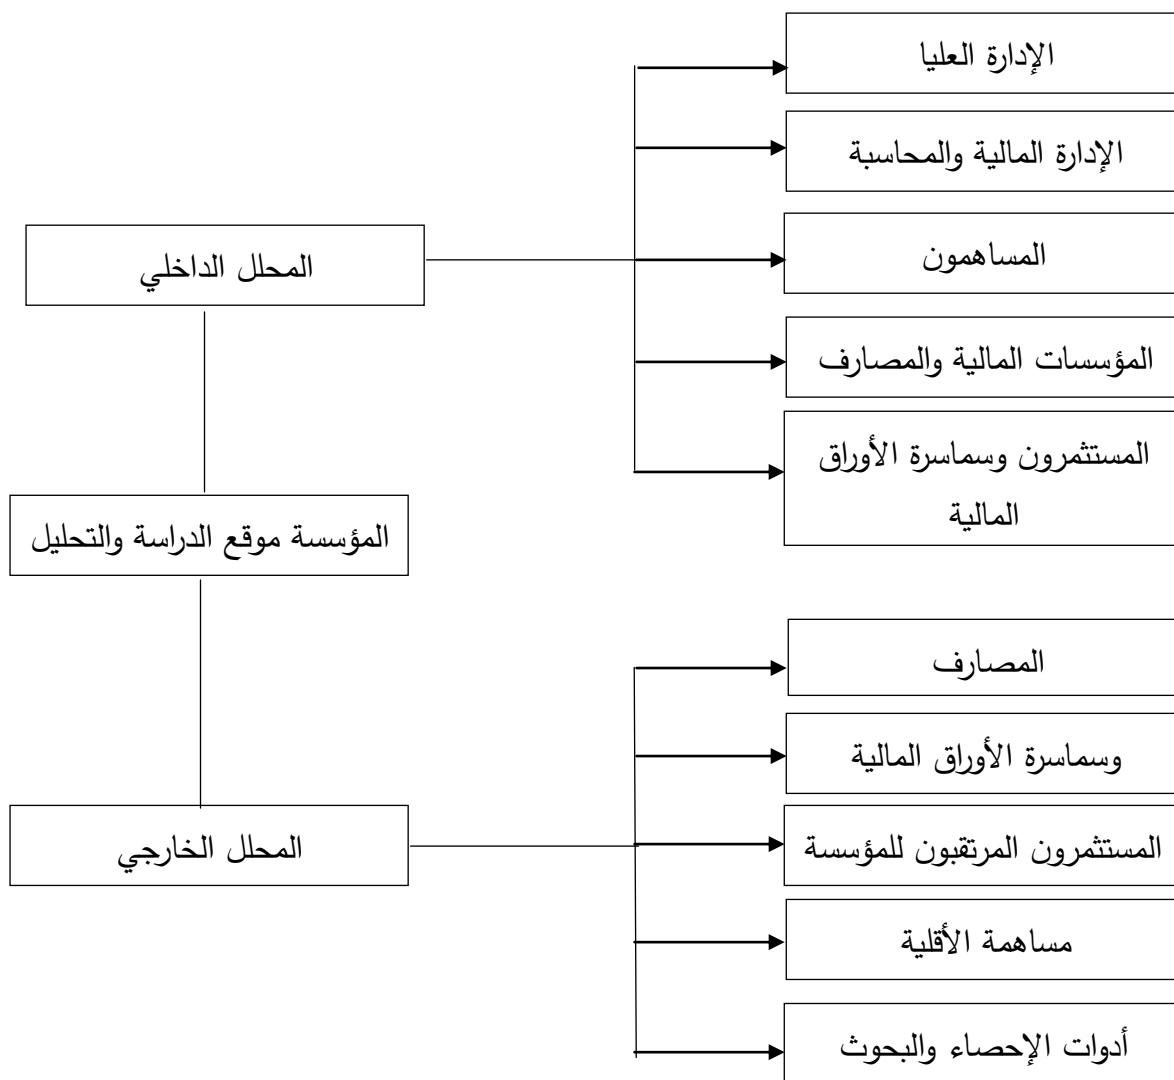 الإدارة العليا
الإدارة المالية والمحاسبة
المحلل الداخلي
المساهمون
المؤسسات المالية والمصارف
المستثمرون وسماسرة الأوراق
المالية
المؤسسة موقع الدراسة والتحليل
المصارف
وسماسرة الأوراق المالية
المحلل الخارجي
المستثمرون المرتقبون للمؤسسة
مساهمة الأقلية
أدوات الإحصاء والبحوث